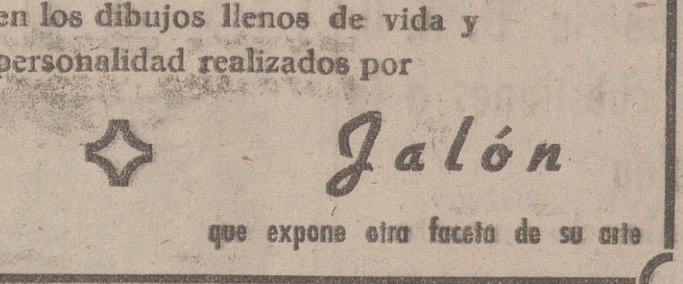 en los dibujos llenos de vida y
personalidad realizados por
Jalón
que expone otra faceta de su arte